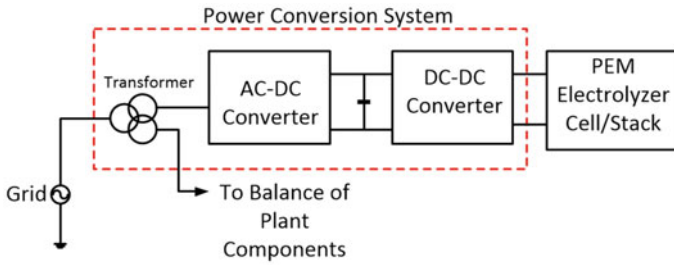 Power Conversion System
Transformer
AC-DC
Converter
DC-DC
Converter
PEM
Electrolyzer
Cell/Stack
Grid
To Balance of
Plant
Components